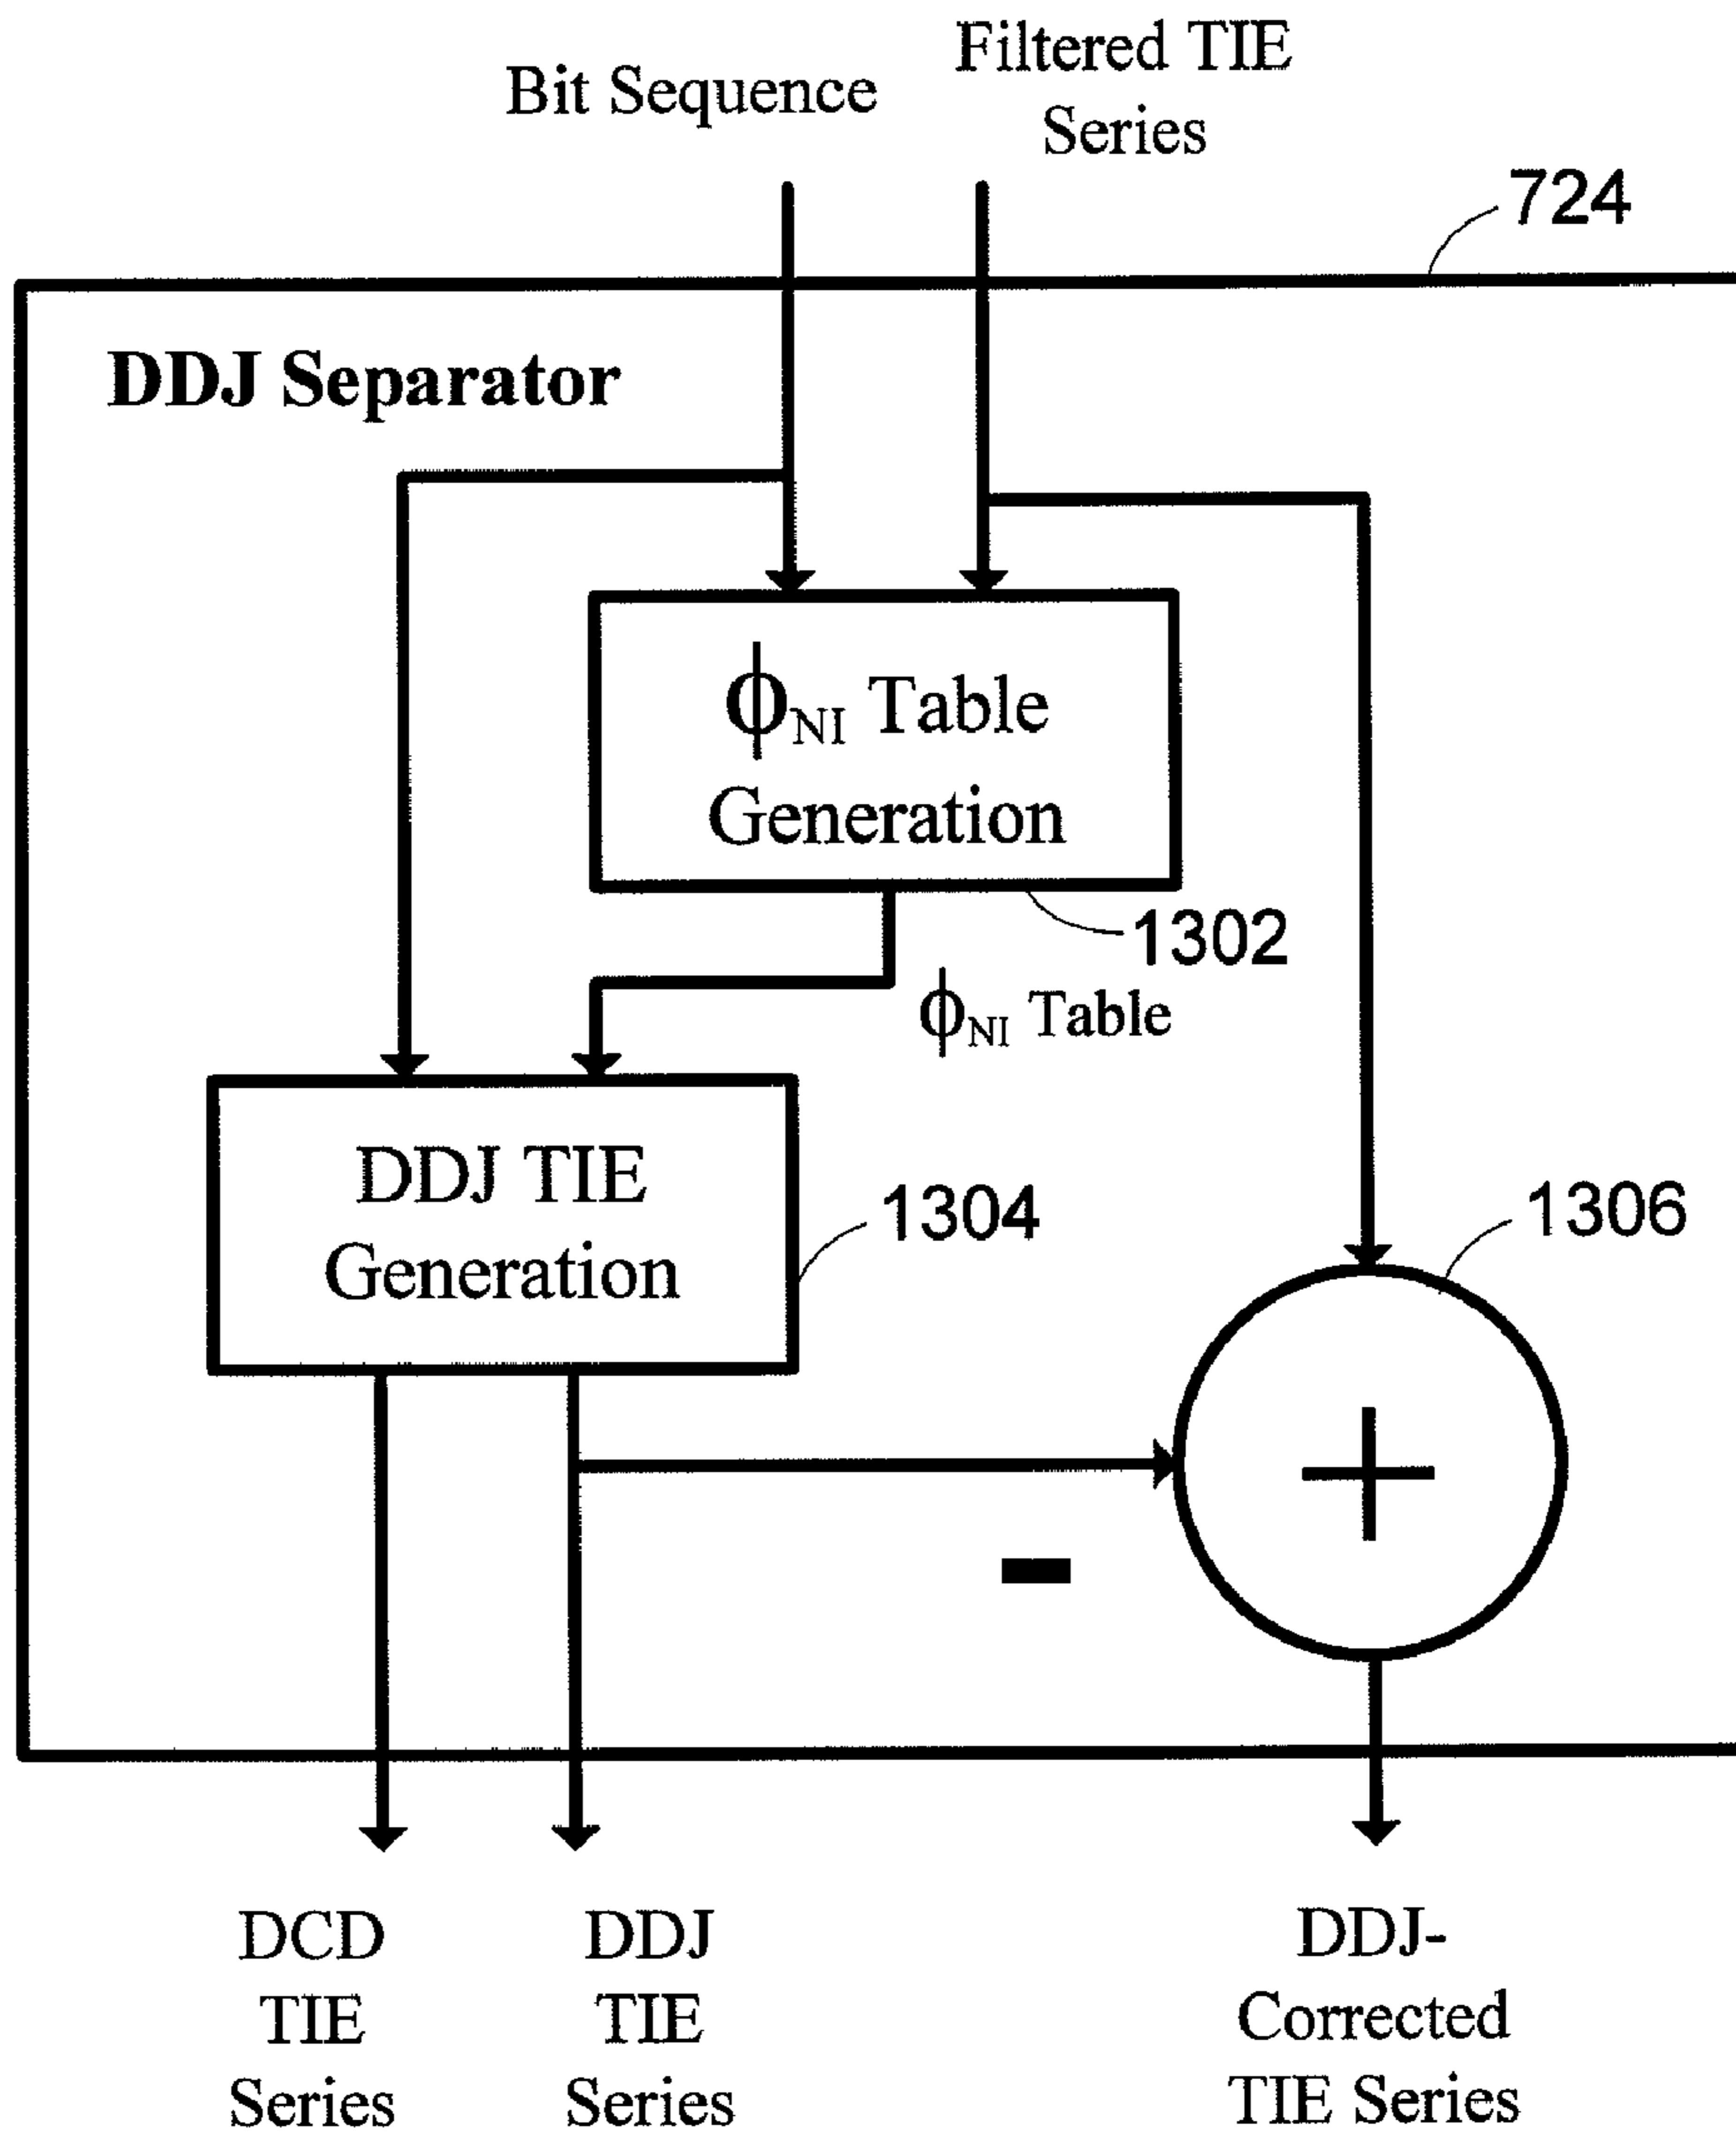 Bit Sequence
Filtered TIE
Series
724
DDJ Separator
ϕNI Table
Generation
1302
ϕNI Table
DDJ TIE
Generation
1304
1306
+
-
DCD
TIE
Series
DDJ
TIE
Series
DDJ-
Corrected
TIE Series